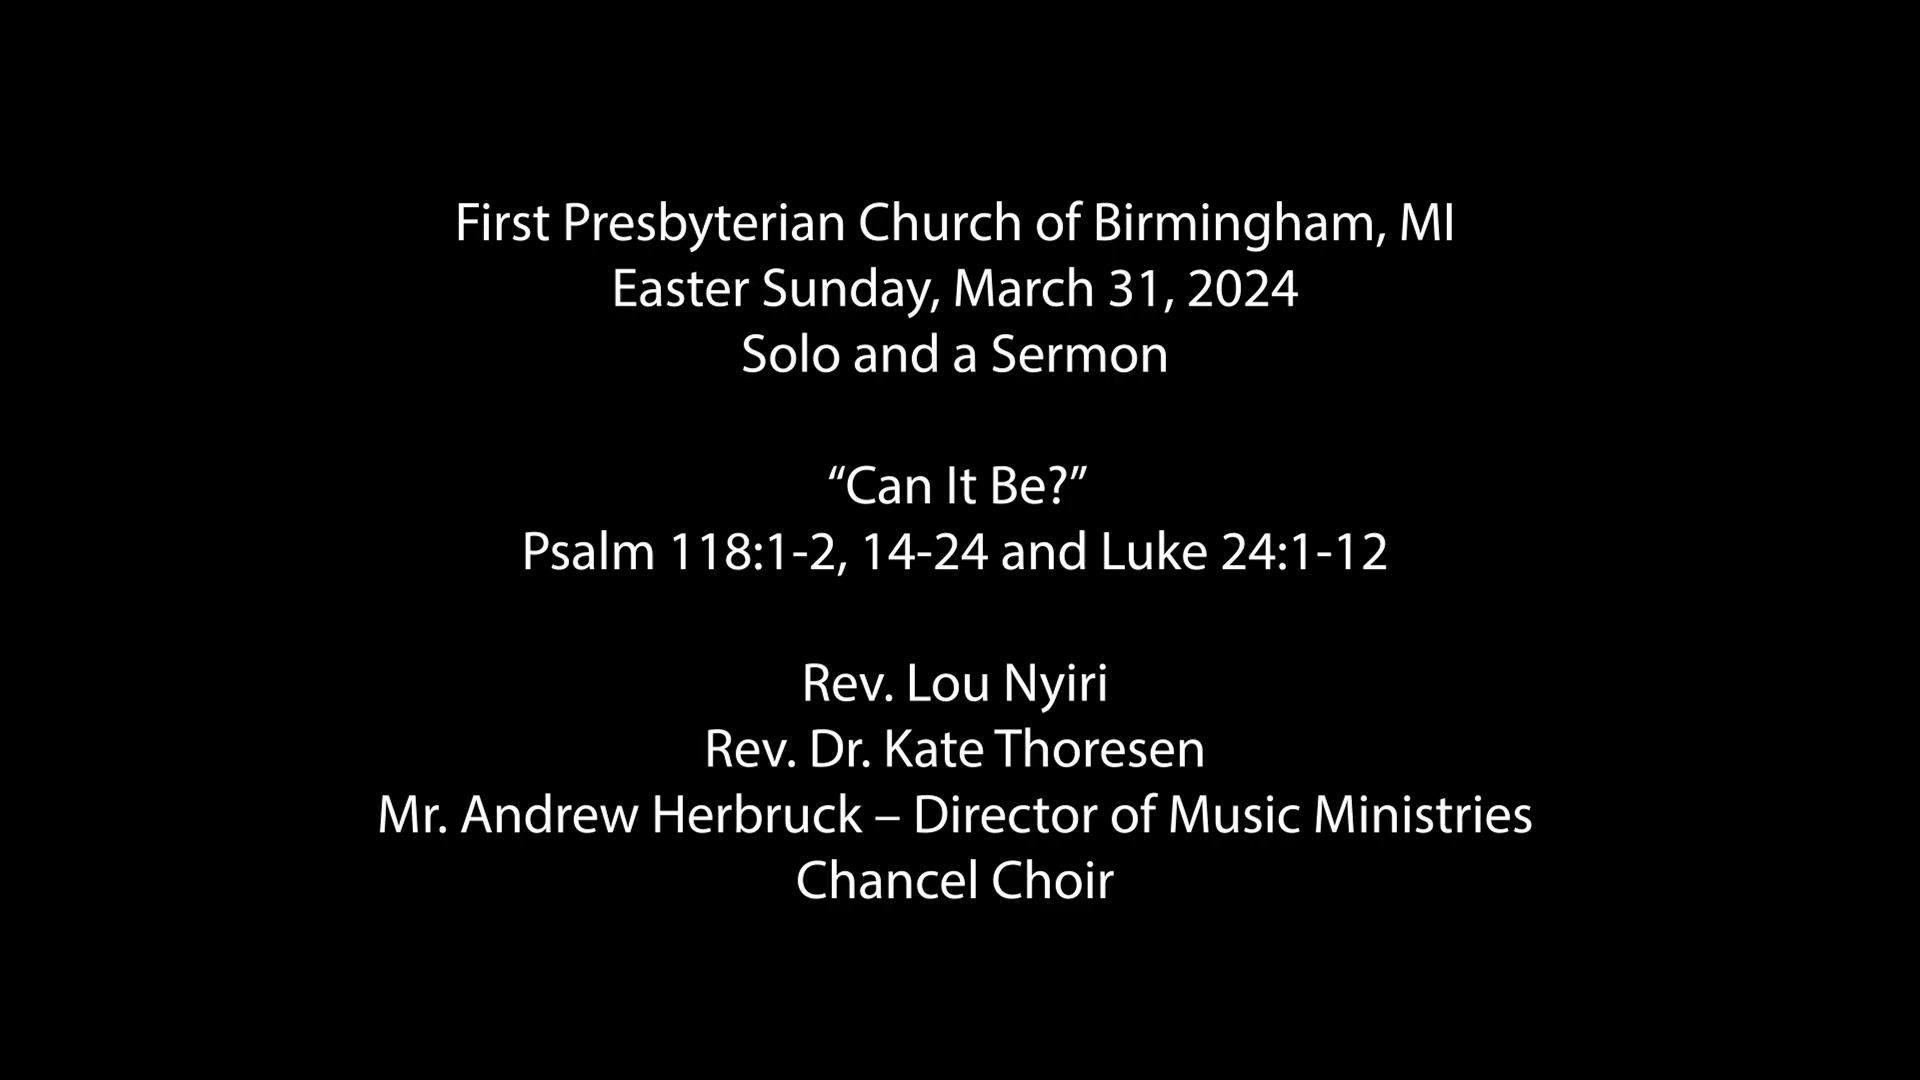 First Presbyterian Church of Birmingham, MI
Easter Sunday, March 31, 2024
Solo and a Sermon
“Can It Be?”
Psalm 118:1-2, 14-24 and Luke 24:1-12
Rev. Lou Nyiri
Rev. Dr. Kate Thoresen
Mr. Andrew Herbruck – Director of Music Ministries
Chancel Choir